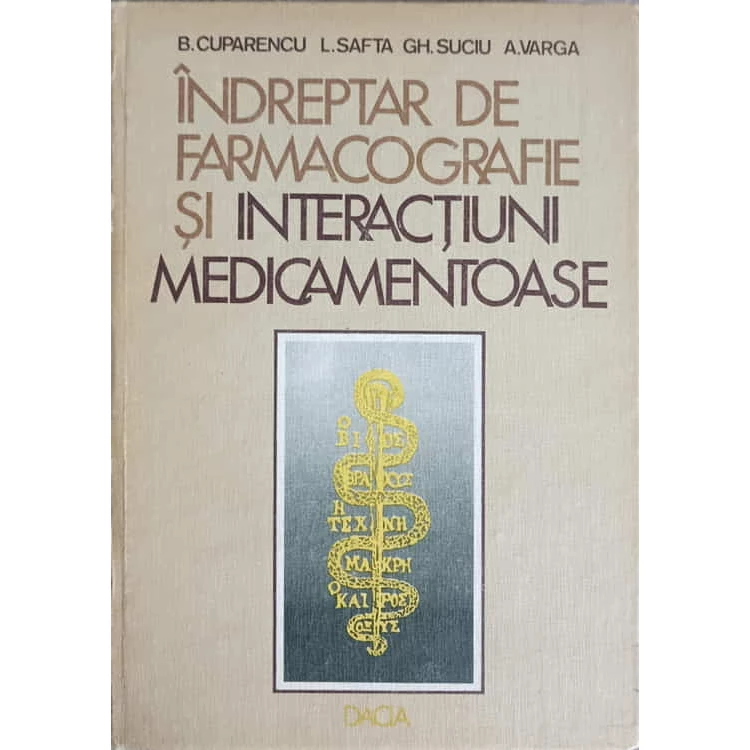 B. CUPARENCU L. SAFTA GH. SUCIU A. VARGA
ÎNDREPTAR DE
FARMACOGRAFIE
ȘI INTERACȚIUNI
MEDICAMENTOASE
Ο
ΒΙΟΣ
ΒΡΑΧΥΣ
Η
ΤΕΧΝΗ
ΜΑΚΡΗ
Ο
ΚΑΙΡΟΣ
ΟΞΥΣ
DACIA